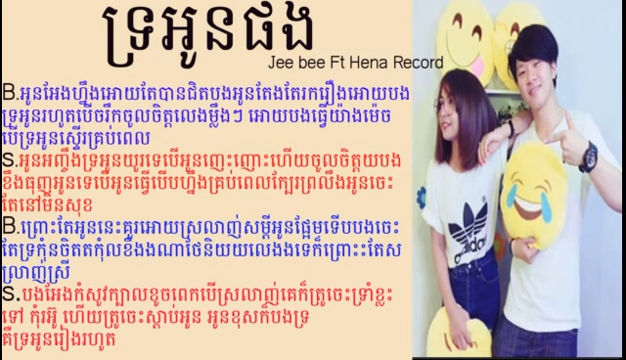 ទ្រអូនផង
Jee bee Ft Hena Record
B.អូនអែងហ្នឹងអោយតែបានជិតបងអូនតែងតែរករឿងអោយបង
ទ្រអូនរហូតបើចរឹកចូលចិត្តលេងម្លឹងៗ អោយបងធ្វើយ៉ាងម៉េច
បើទ្រអូនស្ទើរគ្រប់ពេល
S.អូនអញ្ចឹងទ្រអូនយូរទេបើអូនញេះញោះហើយចូលចិត្តយបង
ខឹងធុញអូនទេបើអូនធ្វើបើបហ្នឹងគ្រប់ពេលក្បែរព្រលឹងអូនចេះ
តែនៅមិនសុខ
B.ព្រោះតែអូននេះគួរអោយស្រលាញ់សម្ដីអូនផ្អែមទើបបងចេះ
តែទ្រកុំនចិតតកុំលខឹងងណាថៃនិយយលេងងទេក៏ព្រោះះតែស
ល្រាញ់ស្រី
S.បងអែងកំសូវក្បាលខូចពេកបើស្រលាញ់គេក៏ត្រូចេះទ្រាំខ្លះ
ទៅ កុំរអ៊ូ ហើយត្រូចេះស្ដាប់អូន អូនខុសក៏បងទ្រ
គឺទ្រអូនរៀងរហូត
adidas